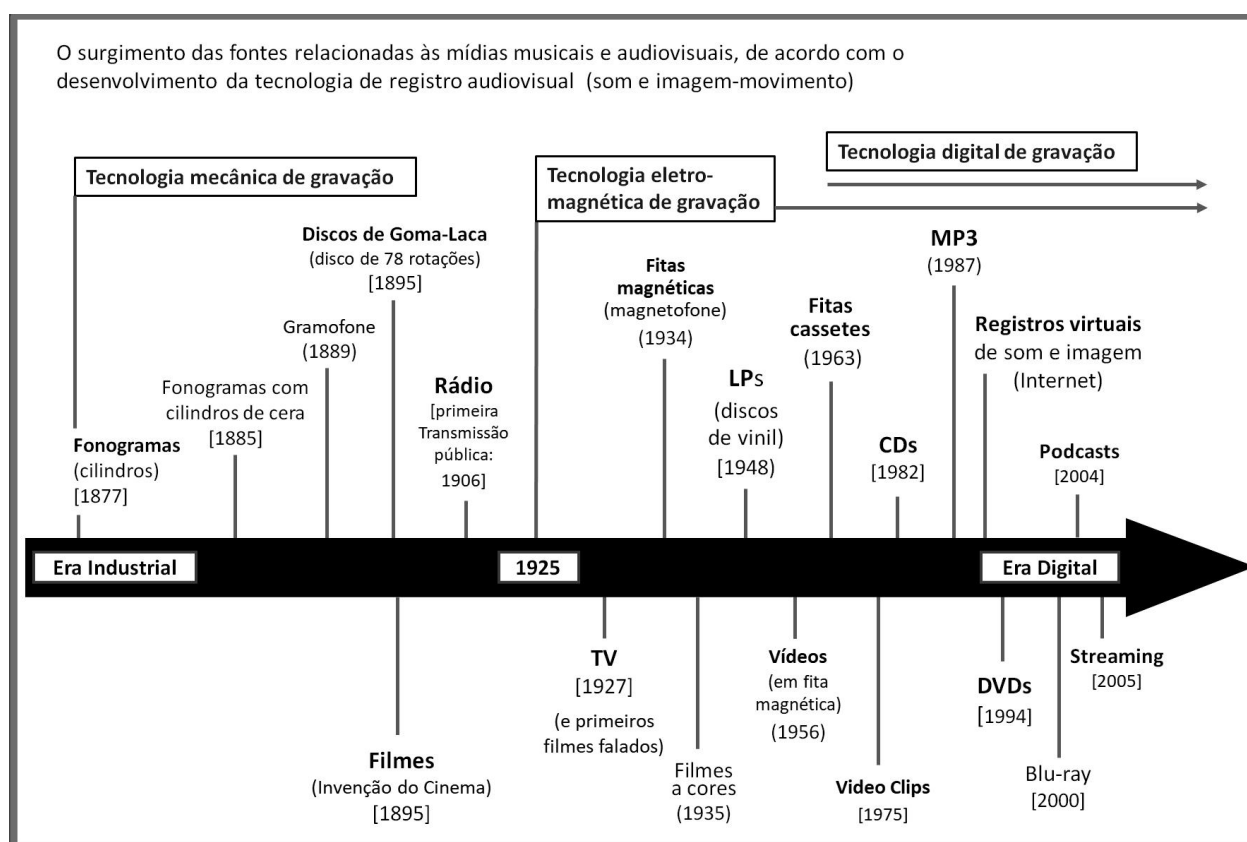 O surgimento das fontes relacionadas às mídias musicais e audiovisuais, de acordo com o
desenvolvimento da tecnologia de registro audiovisual (som e imagem-movimento)
Tecnologia mecânica de gravação
Tecnologia eletro-
magnética de gravação
Tecnologia digital de gravação
Fonogramas
(cilindros)
[1877]
Fonogramas com
cilindros de cera
[1885]
Gramofone
(1889)
Discos de Goma-Laca
(disco de 78 rotações)
[1895]
Rádio
[primeira
Transmissão
pública:
1906]
Fitas
magnéticas
(magnetofone)
(1934)
LPs
(discos
de vinil)
[1948)
Fitas
cassetes
(1963)
CDs
[1982]
MP3
(1987)
Registros virtuais
de som e imagem
(Internet)
Podcasts
[2004]
Era Industrial
1925
Era Digital
Filmes
(Invenção do Cinema)
[1895]
TV
[1927]
(e primeiros
filmes falados)
Filmes
a cores
(1935)
Vídeos
(em fita
magnética)
(1956)
Video Clips
[1975]
DVDs
[1994]
Blu-ray
[2000]
Streaming
[2005]